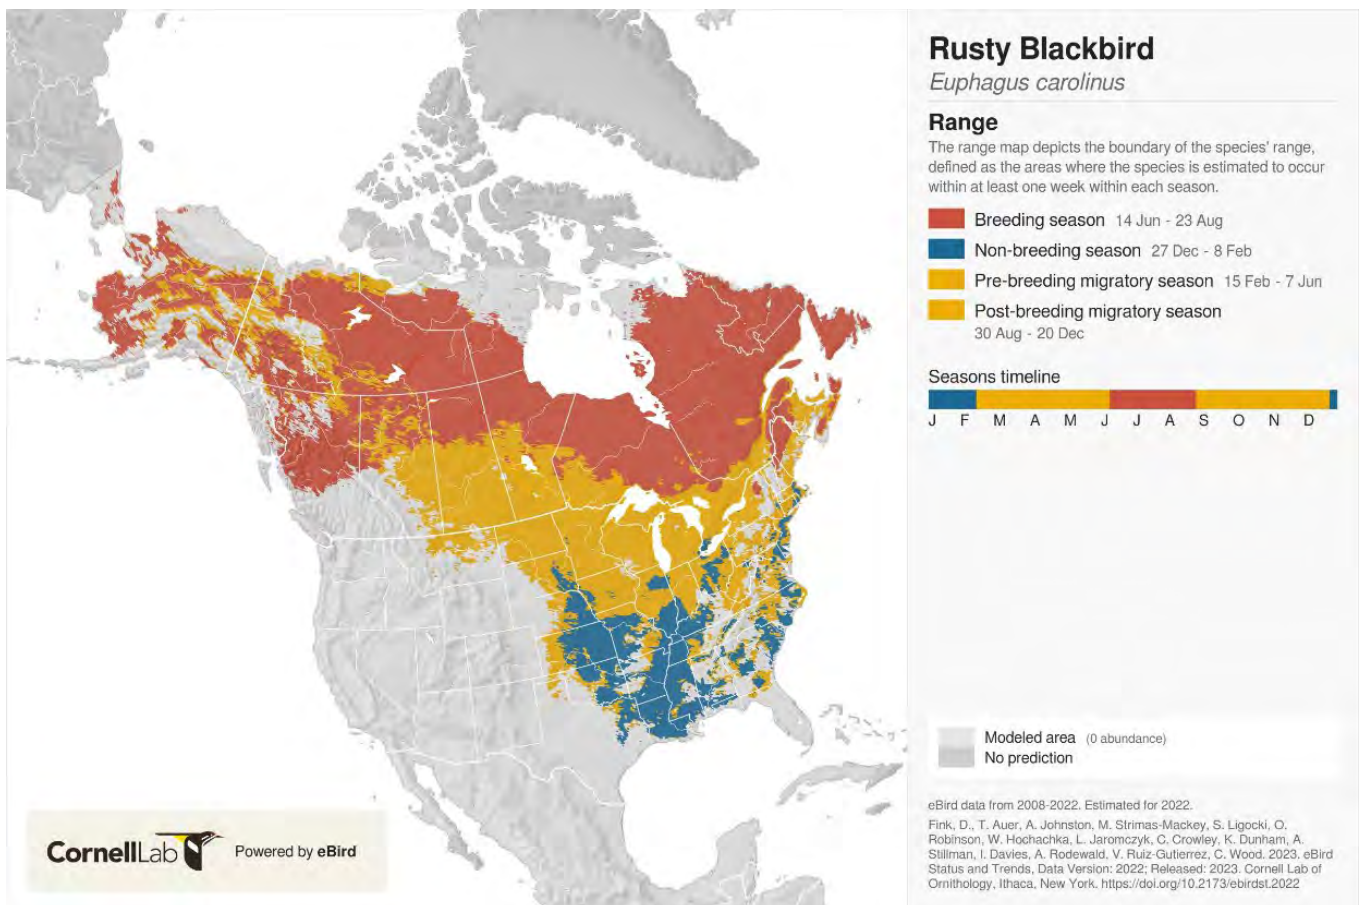 Rusty Blackbird
Euphagus carolinus
Range
The range map depicts the boundary of the species' range,
defined as the areas where the species is estimated to occur
within at least one week within each season.
Breeding season 14 Jun - 23 Aug
Non-breeding season 27 Dec - 8 Feb
Pre-breeding migratory season 15 Feb - 7 Jun
Post-breeding migratory season
30 Aug - 20 Dec
Seasons timeline
J F M A M J J A S O N D
Modeled area (0 abundance)
No prediction
eBird data from 2008-2022. Estimated for 2022.
Fink, D., T. Auer, A. Johnston, M. Strimas-Mackey, S. Ligocki, O.
Robinson, W. Hochachka, L. Jaromczyk, C. Crowley, K. Dunham, A.
Stillman, I. Davies, A. Rodewald, V. Ruiz-Gutierrez, C. Wood. 2023. eBird
Status and Trends, Data Version: 2022; Released: 2023. Cornell Lab of
Ornithology, Ithaca, New York. https://doi.org/10.2173/ebirdst.2022
CornellLab Powered by eBird